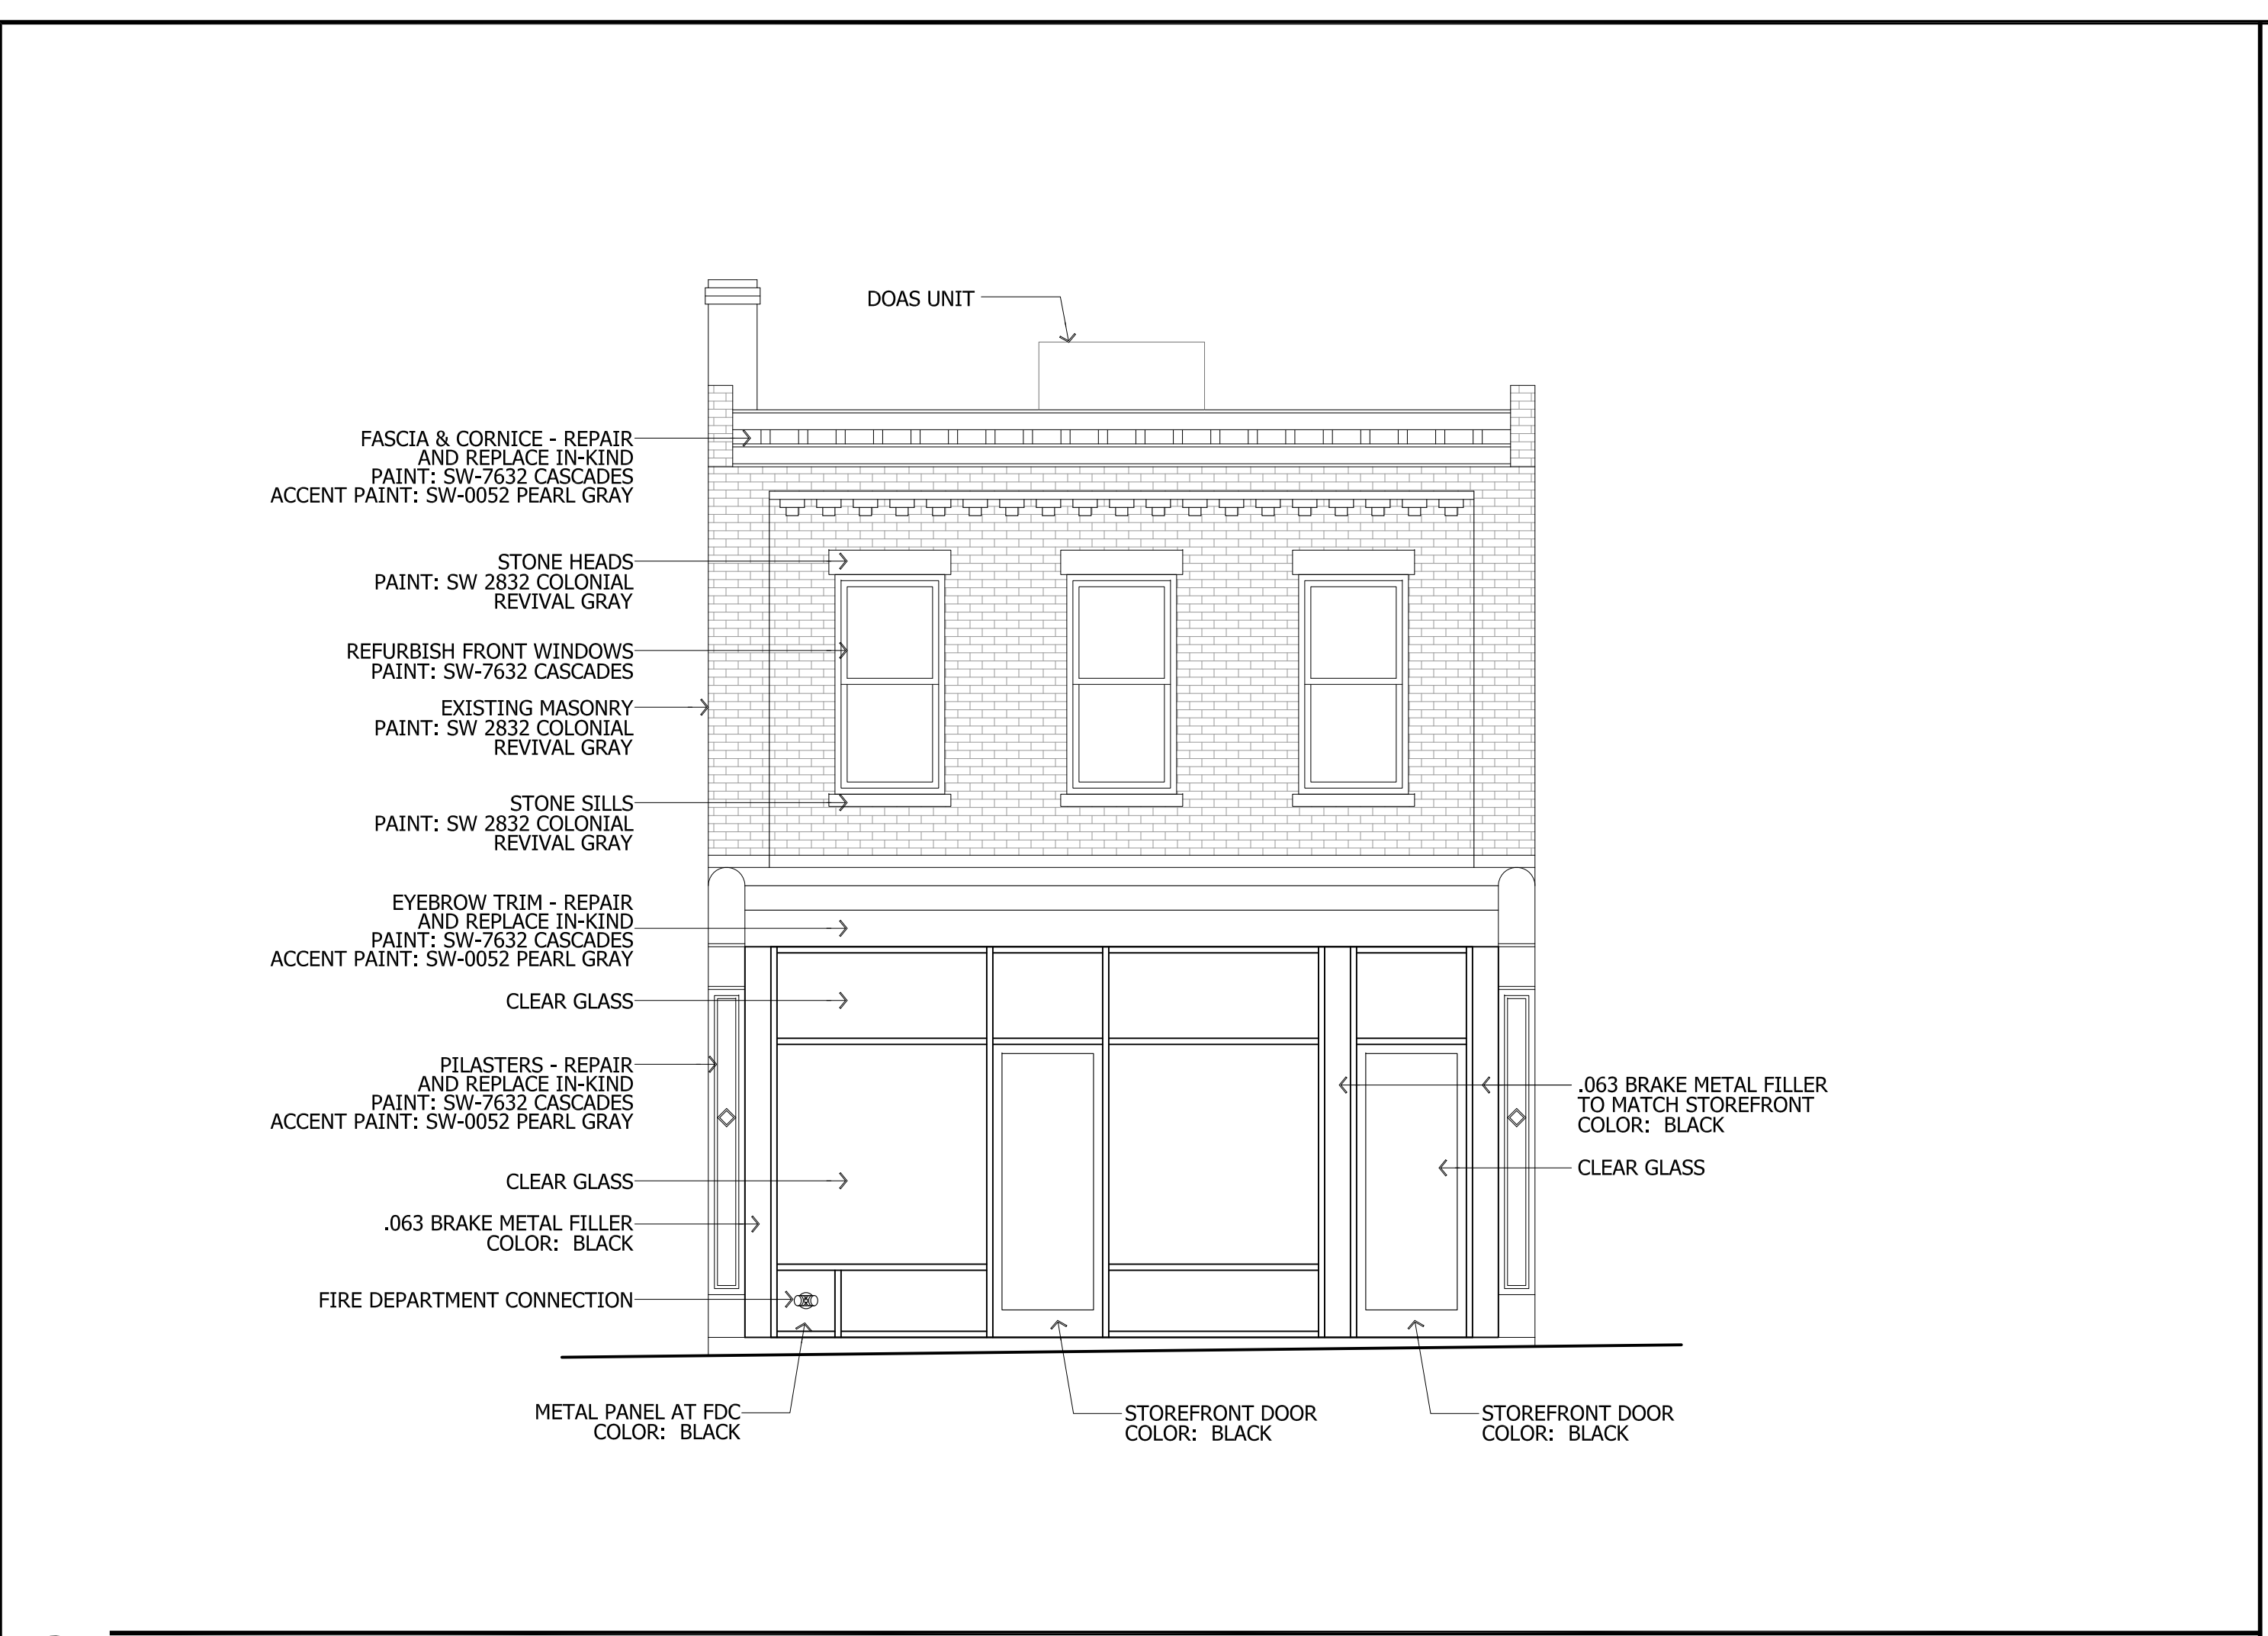 DOAS UNIT
FASCIA & CORNICE - REPAIR
AND REPLACE IN-KIND
PAINT: SW-7632 CASCADES
ACCENT PAINT: SW-0052 PEARL GRAY
STONE HEADS
PAINT: SW 2832 COLONIAL
REVIVAL GRAY
REFURBISH FRONT WINDOWS
PAINT: SW-7632 CASCADES
EXISTING MASONRY
PAINT: SW 2832 COLONIAL
REVIVAL GRAY
STONE SILLS
PAINT: SW 2832 COLONIAL
REVIVAL GRAY
EYEBROW TRIM - REPAIR
AND REPLACE IN-KIND
PAINT: SW-7632 CASCADES
ACCENT PAINT: SW-0052 PEARL GRAY
CLEAR GLASS
PILASTERS - REPAIR
AND REPLACE IN-KIND
PAINT: SW-7632 CASCADES
ACCENT PAINT: SW-0052 PEARL GRAY
CLEAR GLASS
.063 BRAKE METAL FILLER
COLOR: BLACK
FIRE DEPARTMENT CONNECTION
.063 BRAKE METAL FILLER
TO MATCH STOREFRONT
COLOR: BLACK
CLEAR GLASS
METAL PANEL AT FDC
COLOR: BLACK
STOREFRONT DOOR
COLOR: BLACK
STOREFRONT DOOR
COLOR: BLACK